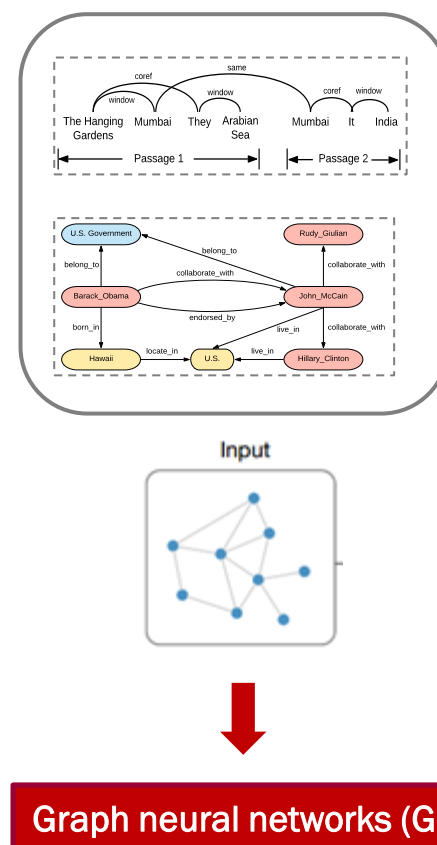 same
coref
coref
window
window
window
The Hanging Gardens
Mumbai
They
Arabian Sea
Mumbai
It
India
Passage 1
Passage 2
U.S. Government
Rudy_Giulian
belong_to
belong_to
collaborate_with
collaborate_with
Barack_Obama
John_McCain
endorsed_by
born_in
live_in
collaborate_with
Hawaii
locate_in
U.S.
live_in
Hillary_Clinton
Input
Graph neural networks (G